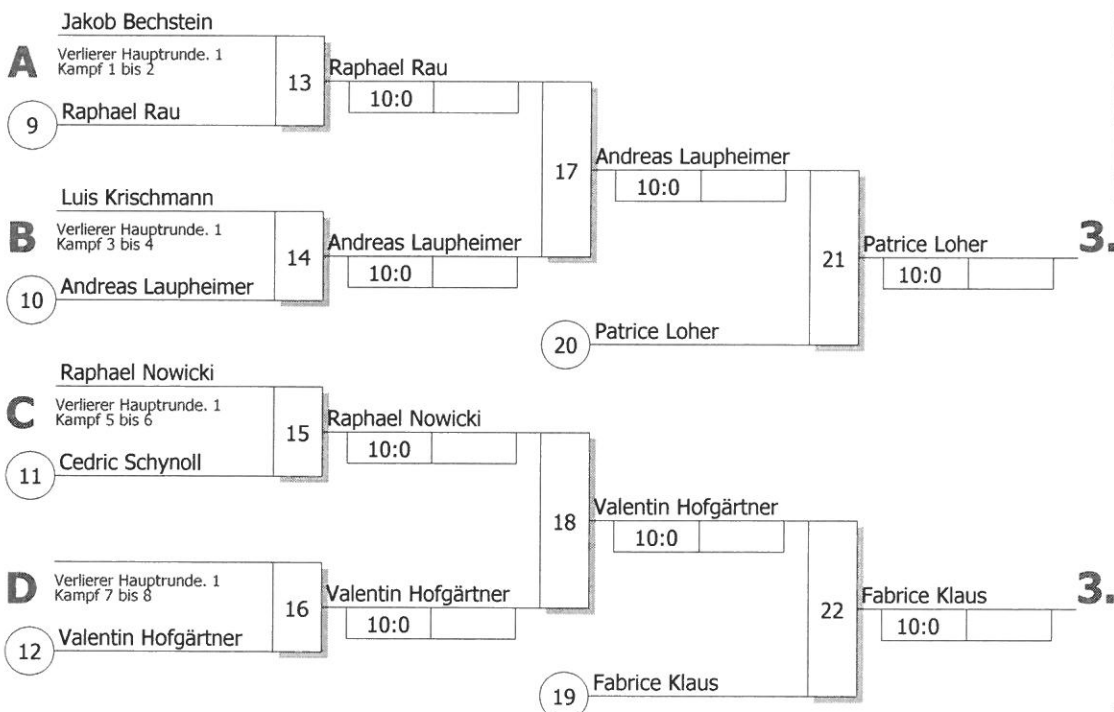 Jakob Bechstein
A
Verlierer Hauptrunde. 1
Kampf 1 bis 2
13
Raphael Rau
10:0
9
Raphael Rau
17
Andreas Laupheimer
10:0
Luis Krischmann
B
Verlierer Hauptrunde. 1
Kampf 3 bis 4
14
Andreas Laupheimer
10:0
10
Andreas Laupheimer
21
Patrice Loher
10:0
3.
20
Patrice Loher
Raphael Nowicki
C
Verlierer Hauptrunde. 1
Kampf 5 bis 6
15
Raphael Nowicki
10:0
11
Cedric Schynoll
18
Valentin Hofgärtner
10:0
D
Verlierer Hauptrunde. 1
Kampf 7 bis 8
16
Valentin Hofgärtner
10:0
12
Valentin Hofgärtner
22
Fabrice Klaus
10:0
3.
19
Fabrice Klaus